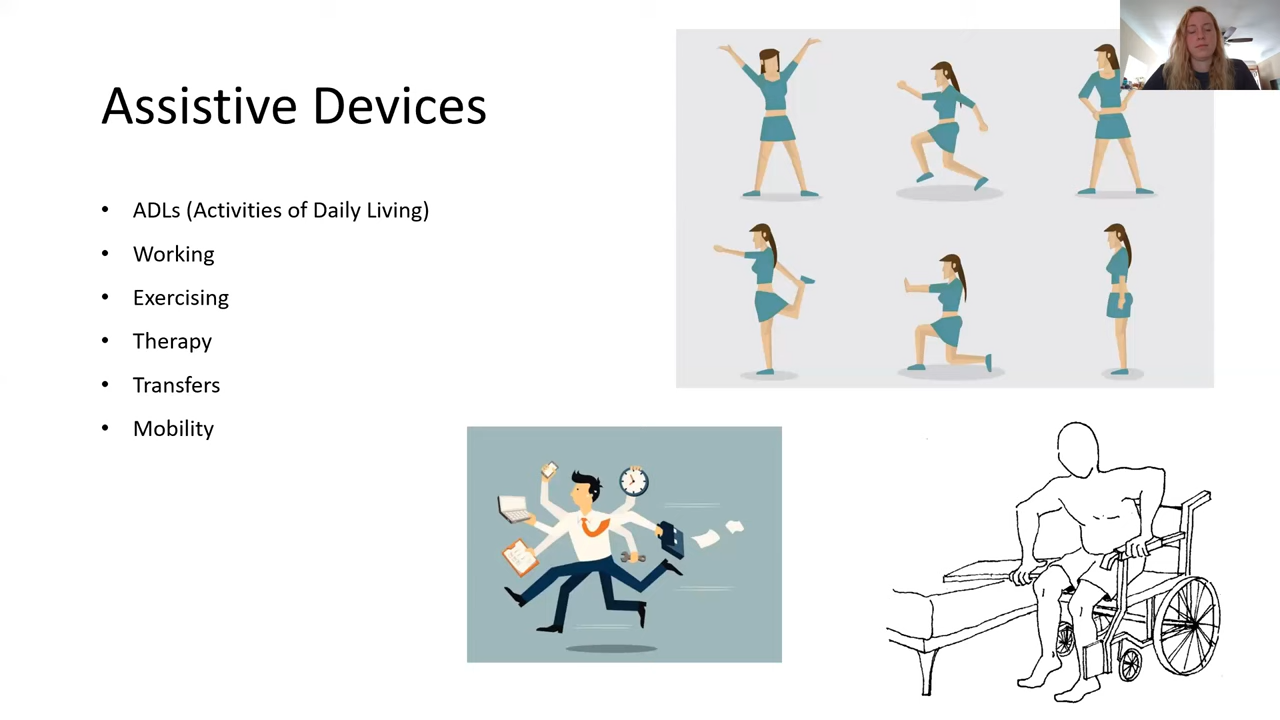 Assistive Devices
• ADLs (Activities of Daily Living)
• Working
• Exercising
• Therapy
• Transfers
• Mobility